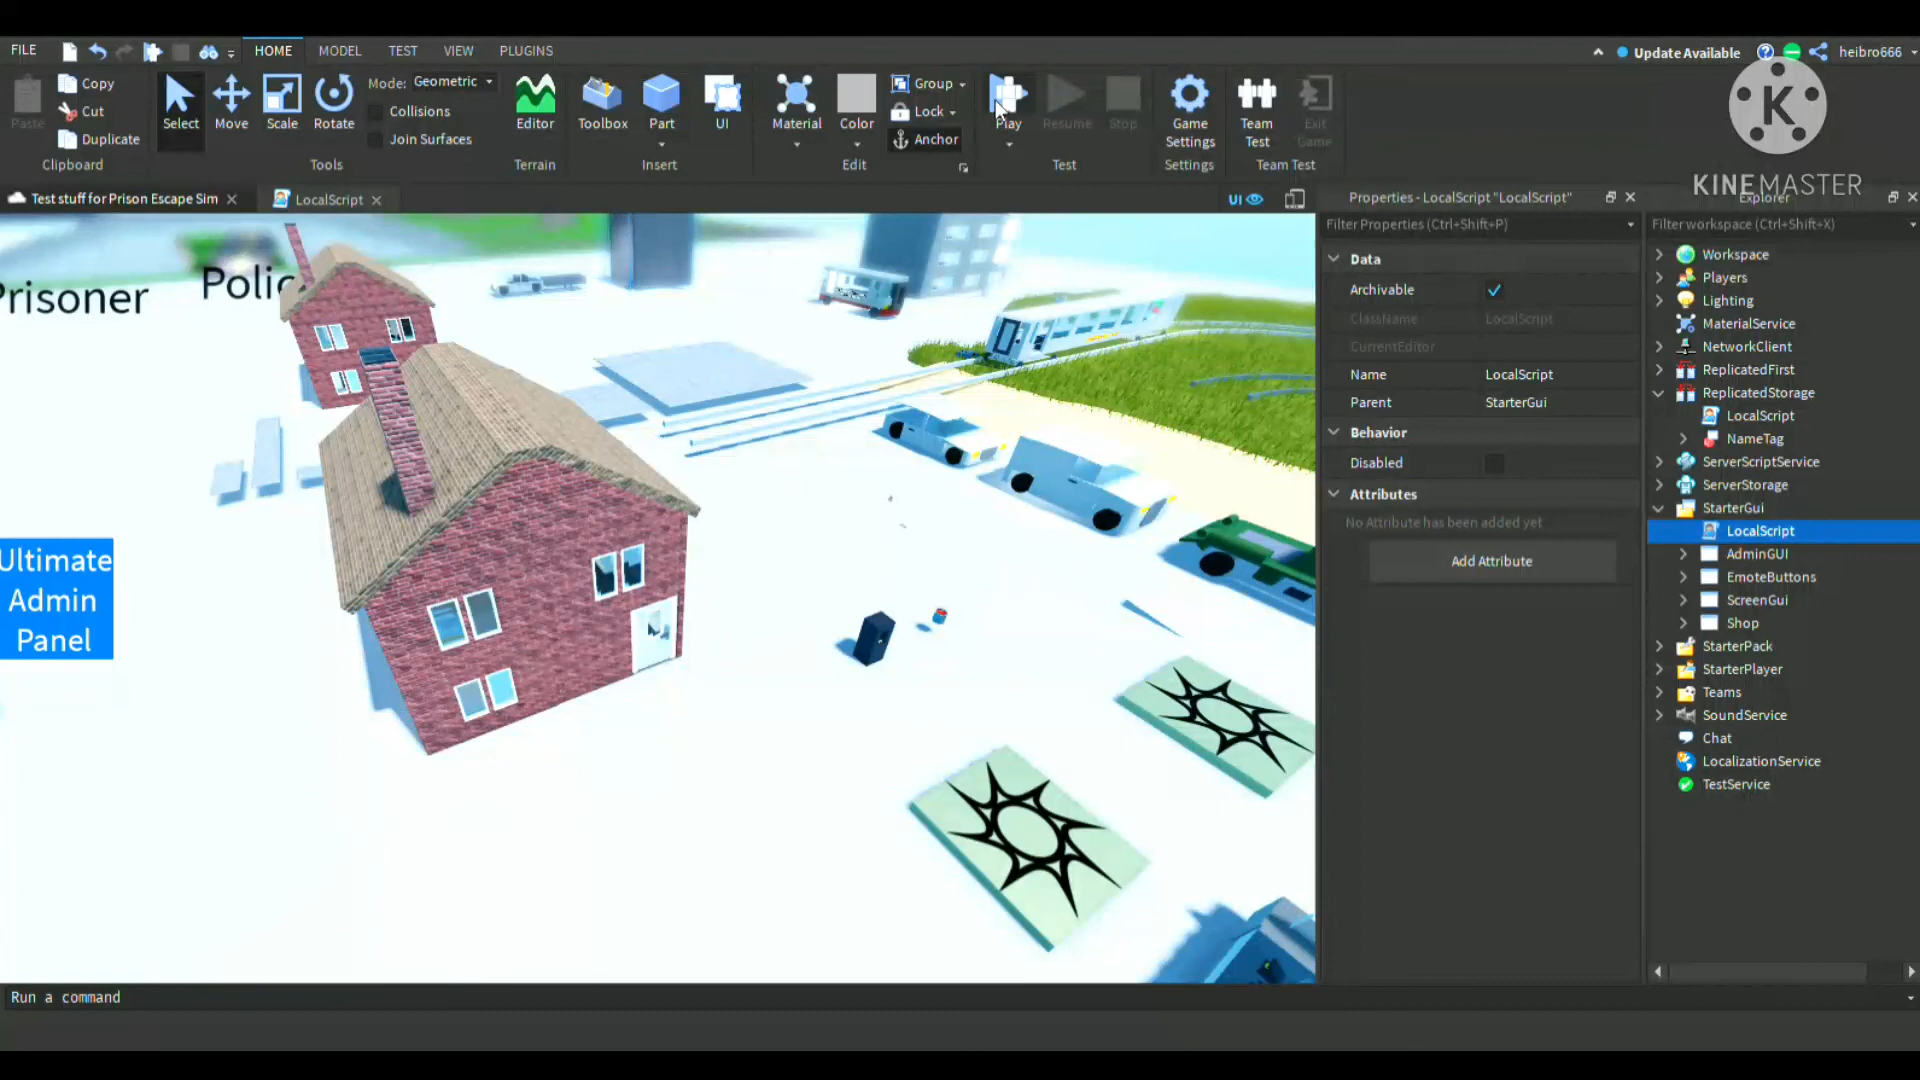 FILE
HOME
MODEL
TEST
VIEW
PLUGINS
Update Available
heibro666
Paste
Copy
Cut
Duplicate
Clipboard
Select
Move
Scale
Rotate
Mode: Geometric
Collisions
Join Surfaces
Tools
Editor
Terrain
Toolbox
Part
UI
Insert
Material
Color
Group
Lock
Anchor
Edit
Play
Resume
Stop
Test
Game
Settings
Settings
Team
Test
Exit
Game
Team Test
K
KINEMASTER
Test stuff for Prison Escape Sim
LocalScript
UI
Properties - LocalScript "LocalScript"
Filter Properties (Ctrl+Shift+P)
Data
Archivable
ClassName LocalScript
CurrentEditor
Name LocalScript
Parent StarterGui
Behavior
Disabled
Attributes
No Attribute has been added yet
Add Attribute
Explorer
Filter workspace (Ctrl+Shift+X)
Workspace
Players
Lighting
MaterialService
NetworkClient
ReplicatedFirst
ReplicatedStorage
LocalScript
NameTag
ServerScriptService
ServerStorage
StarterGui
LocalScript
AdminGUI
EmoteButtons
ScreenGui
Shop
StarterPack
StarterPlayer
Teams
SoundService
Chat
LocalizationService
TestService
Prisoner
Polic
Ultimate
Admin
Panel
Run a command